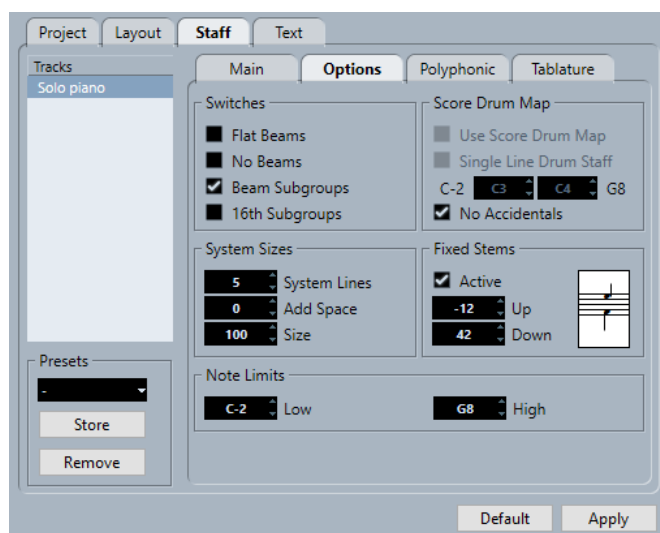 Project Layout Staff Text
Tracks
Solo piano
Main Options Polyphonic Tablature
Switches
Flat Beams
No Beams
Beam Subgroups
16th Subgroups
Score Drum Map
Use Score Drum Map
Single Line Drum Staff
C-2 C3 C4 G8
No Accidentals
System Sizes
5 System Lines
0 Add Space
100 Size
Fixed Stems
Active
-12 Up
42 Down
Note Limits
C-2 Low G8 High
Presets
-
Store
Remove
Default Apply